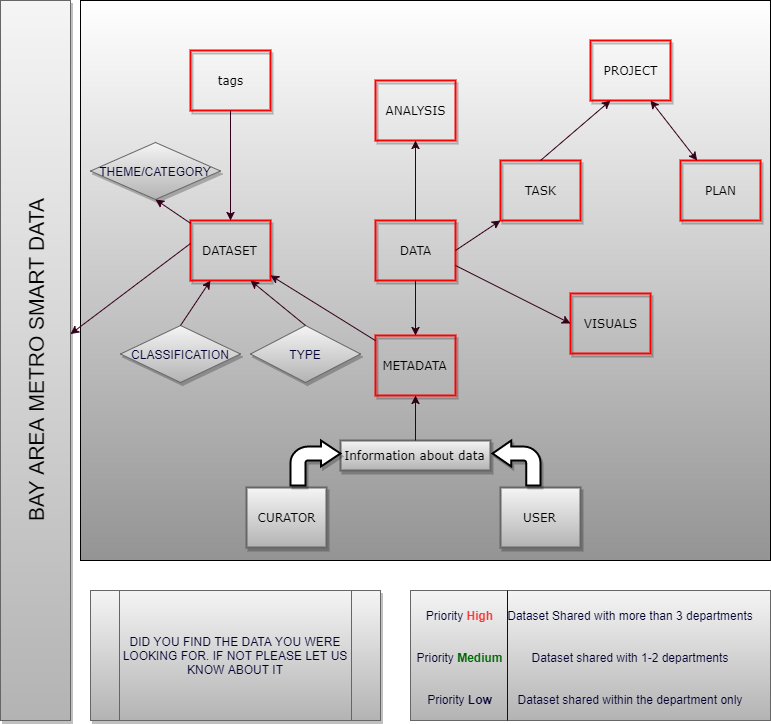 BAY AREA METRO SMART DATA
tags
ANALYSIS
PROJECT
THEME/CATEGORY
TASK
PLAN
DATASET
DATA
VISUALS
CLASSIFICATION
TYPE
METADATA
Information about data
CURATOR
USER
DID YOU FIND THE DATA YOU WERE
LOOKING FOR. IF NOT PLEASE LET US
KNOW ABOUT IT
Priority High Dataset Shared with more than 3 departments
Priority Medium Dataset shared with 1-2 departments
Priority Low Dataset shared within the department only